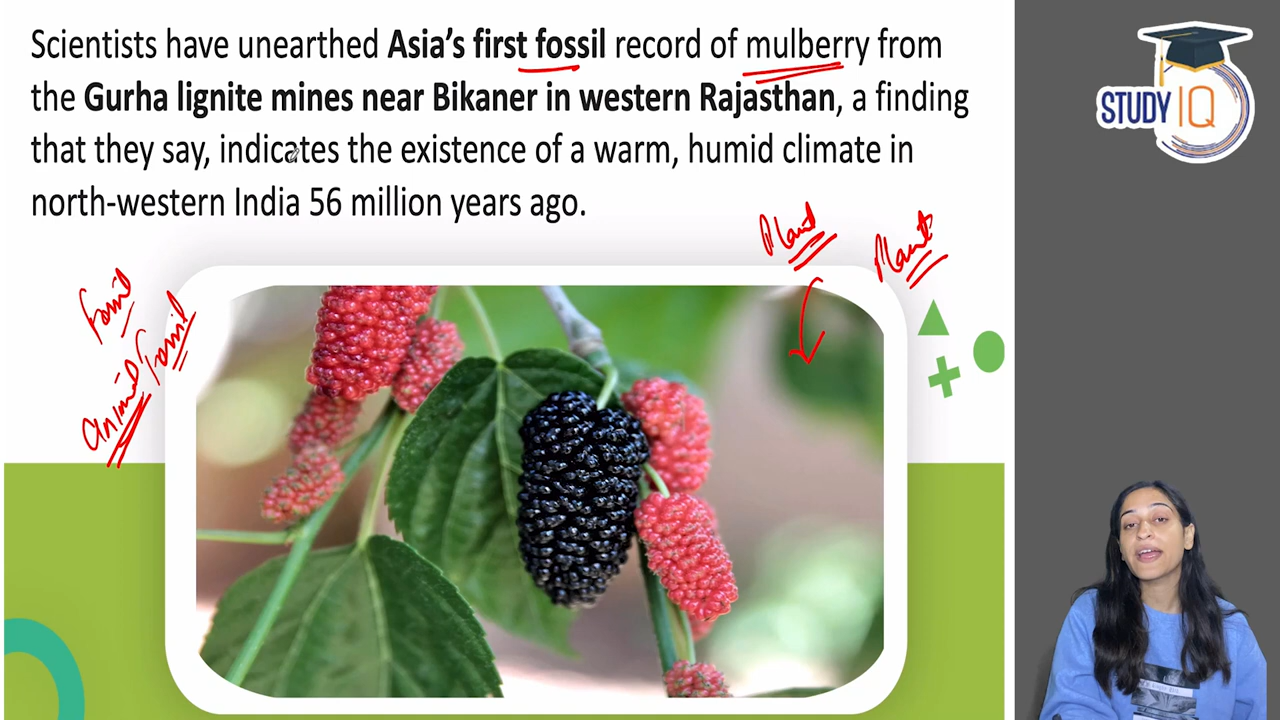 Scientists have unearthed Asia's first fossil record of mulberry from
the Gurha lignite mines near Bikaner in western Rajasthan, a finding
that they say, indicates the existence of a warm, humid climate in
north-western India 56 million years ago.
STUDY IQ
Plant
Plant
Fossil
Animal Fossil